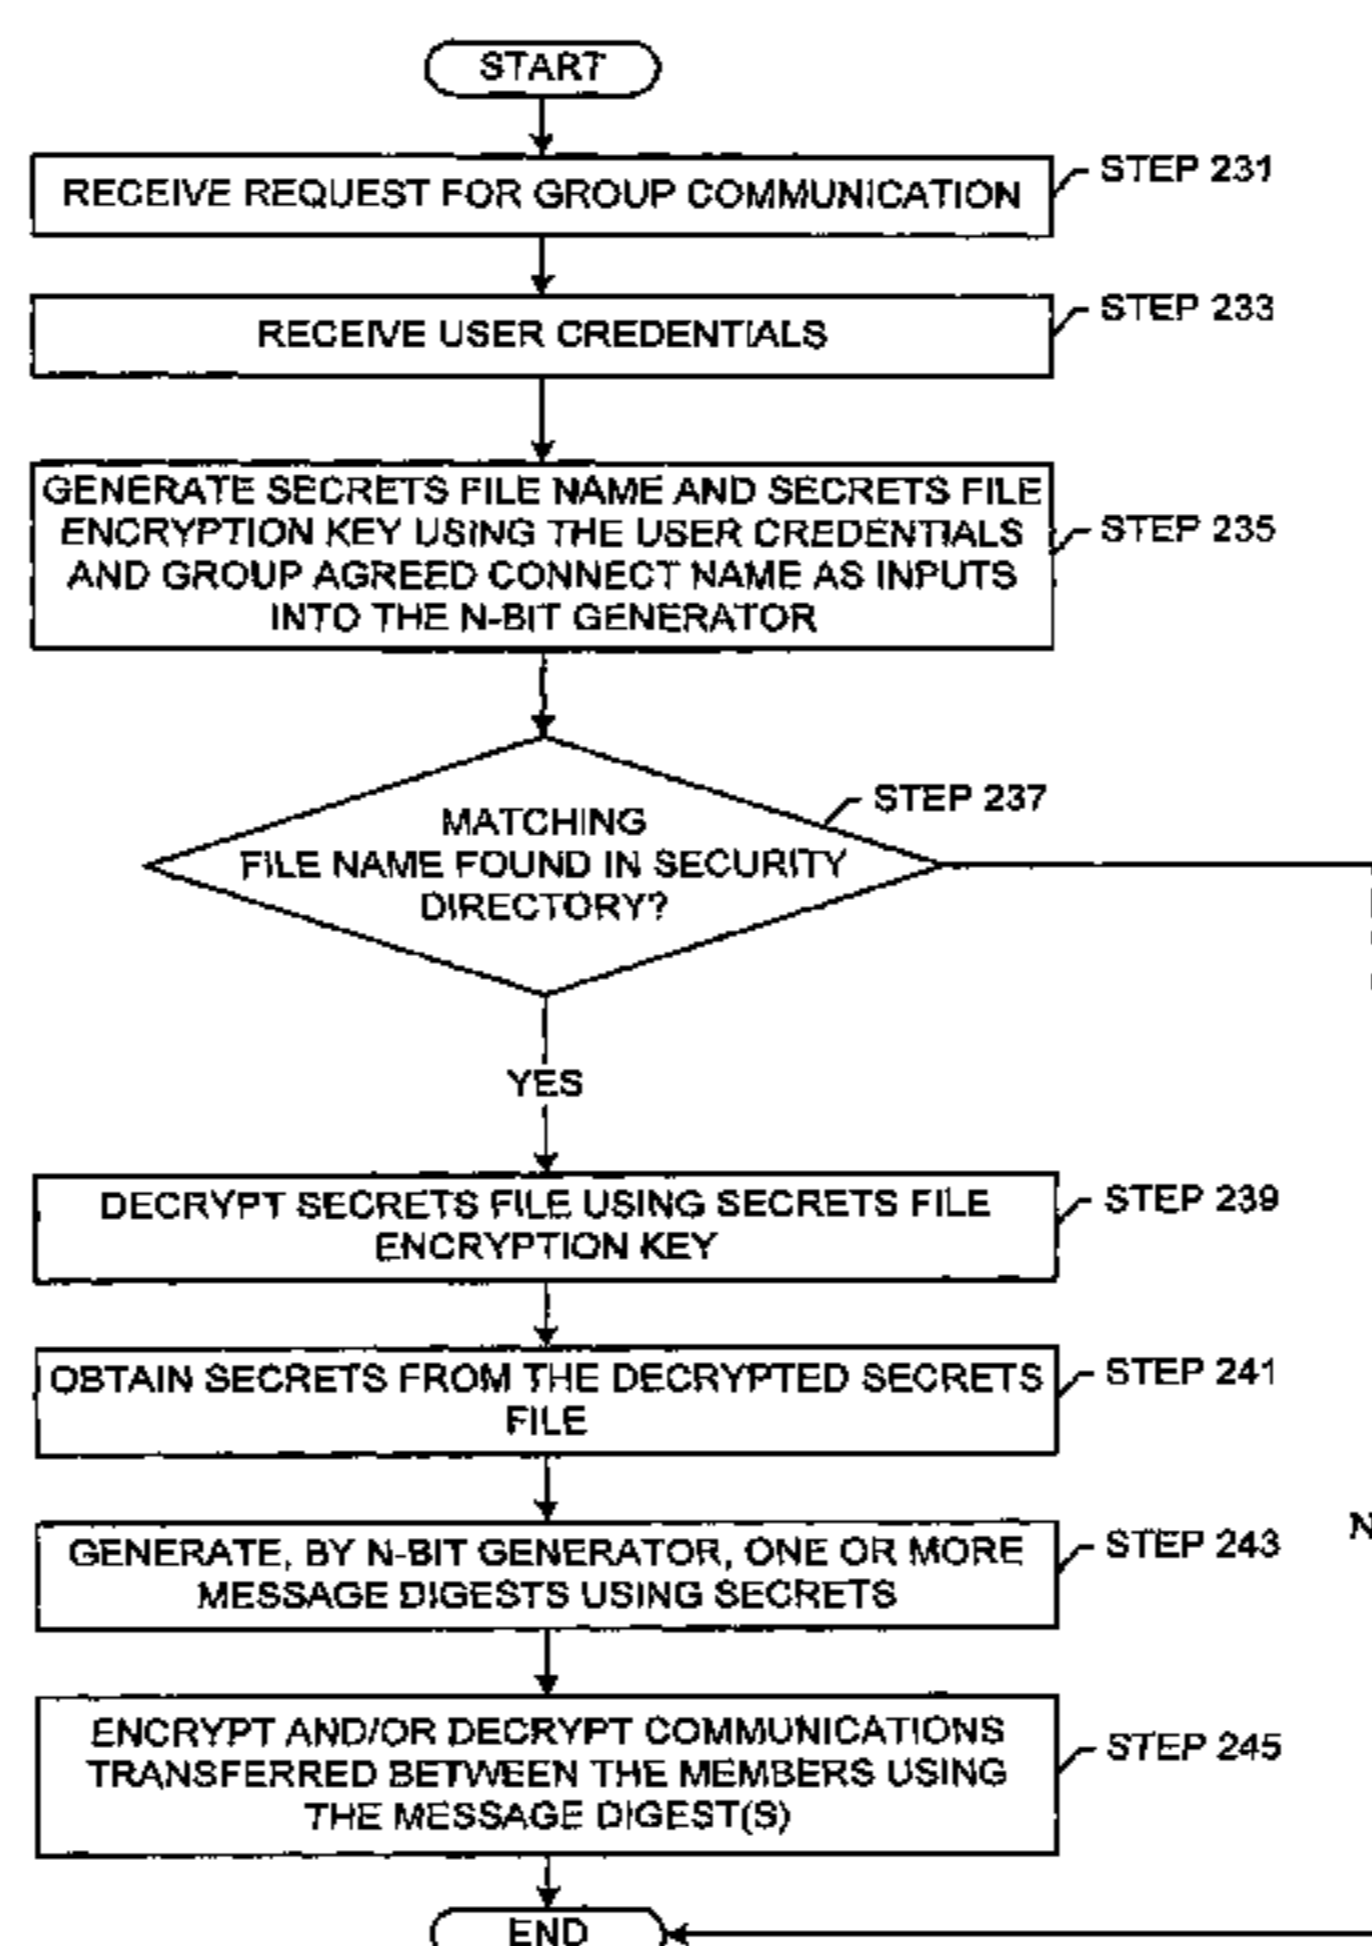 START
RECEIVE REQUEST FOR GROUP COMMUNICATION
STEP 231
RECEIVE USER CREDENTIALS
STEP 233
GENERATE SECRETS FILE NAME AND SECRETS FILE
ENCRYPTION KEY USING THE USER CREDENTIALS
AND GROUP AGREED CONNECT NAME AS INPUTS
INTO THE N-BIT GENERATOR
STEP 235
MATCHING
FILE NAME FOUND IN SECURITY
DIRECTORY?
STEP 237
YES
DECRYPT SECRETS FILE USING SECRETS FILE
ENCRYPTION KEY
STEP 239
OBTAIN SECRETS FROM THE DECRYPTED SECRETS
FILE
STEP 241
GENERATE, BY N-BIT GENERATOR, ONE OR MORE
MESSAGE DIGESTS USING SECRETS
STEP 243
ENCRYPT AND/OR DECRYPT COMMUNICATIONS
TRANSFERRED BETWEEN THE MEMBERS USING
THE MESSAGE DIGEST(S)
STEP 245
END